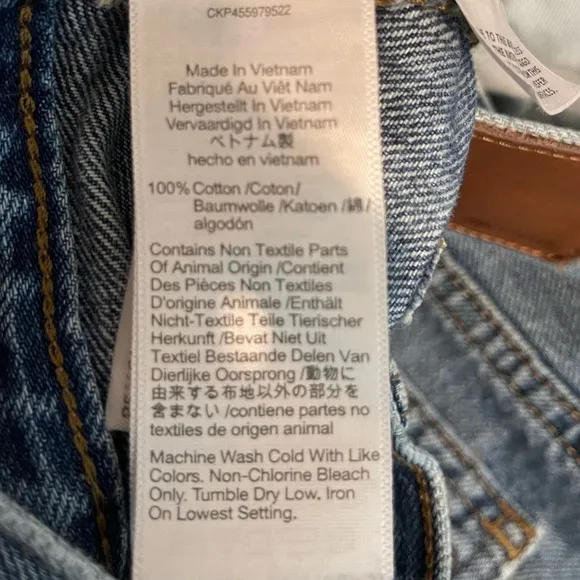 CKP455979522
Made In Vietnam
Fabriqué Au Viêt Nam
Hergestellt In Vietnam
Vervaardigd In Vietnam
ベトナム製
hecho en vietnam
100% Cotton /Coton/
Baumwolle /Katoen /綿/
algodón
Contains Non Textile Parts
Of Animal Origin /Contient
Des Pièces Non Textiles
D'origine Animale /Enthält
Nicht-Textile Teile Tierischer
Herkunft /Bevat Niet Uit
Textiel Bestaande Delen Van
Dierlijke Oorsprong /動物に
由来する布地以外の部分を
含まない /contiene partes no
textiles de origen animal
Machine Wash Cold With Like
Colors. Non-Chlorine Bleach
Only. Tumble Dry Low. Iron
On Lowest Setting.